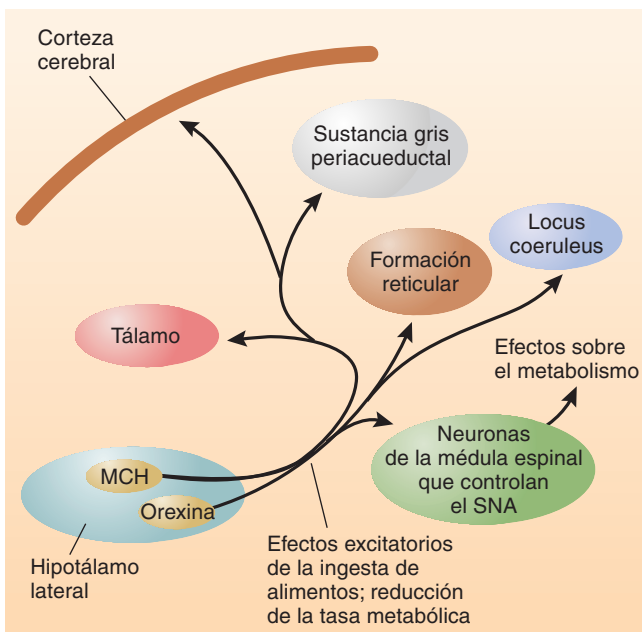 Corteza
cerebral
Sustancia gris
periacueductal
Locus
coeruleus
Formación
reticular
Tálamo
Efectos sobre
el metabolismo
Neuronas
de la médula espinal
que controlan
el SNA
MCH
Orexina
Hipotálamo
lateral
Efectos excitatorios
de la ingesta de
alimentos; reducción
de la tasa metabólica